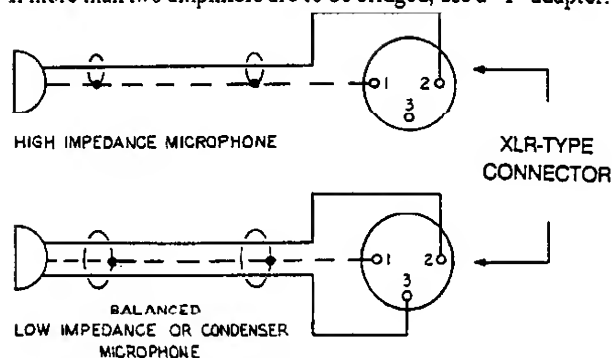 If more than two amplifiers are to be bridged, use a "Y" adapter.
1 2
3
HIGH IMPEDANCE MICROPHONE
XLR-TYPE
CONNECTOR
1 2
3
BALANCED
LOW IMPEDANCE OR CONDENSER
MICROPHONE